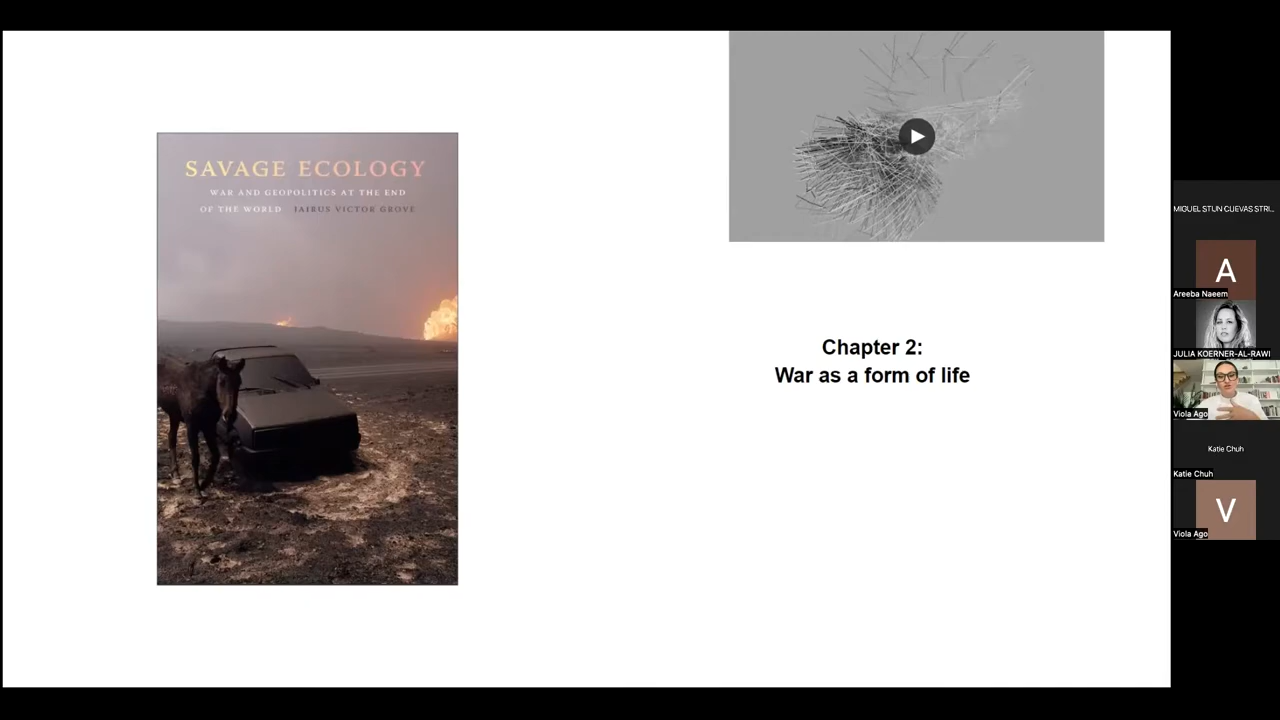 SAVAGE ECOLOGY
WAR AND GEOPOLITICS AT THE END
OF THE WORLD JAIRUS VICTOR GROVE
Chapter 2:
War as a form of life
MIGUEL STUN CUEVAS STRI...
A
Areeba Naeem
JULIA KOERNER-AL-RAWI
Viola Ago
Katie Chuh
Katie Chuh
V
Viola Ago